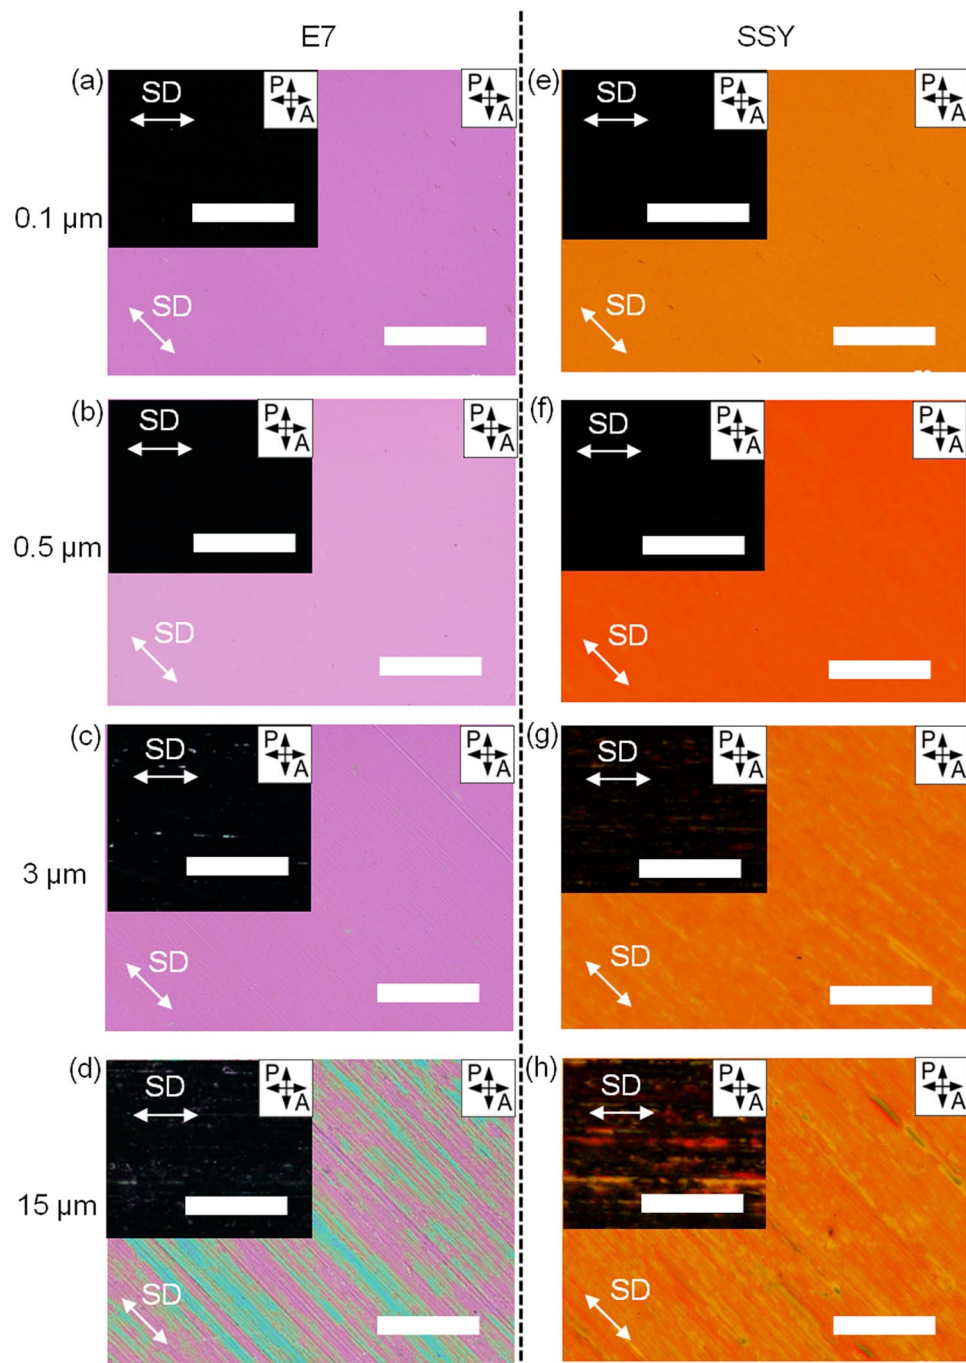 E7 SSY
(a) SD P A P A (e) SD P A P A
0.1 µm
SD SD
(b) SD P A P A (f) SD P A P A
0.5 µm
SD SD
(c) SD P A P A (g) SD P A P A
3 µm
SD SD
(d) SD P A P A (h) SD P A P A
15 µm
SD SD